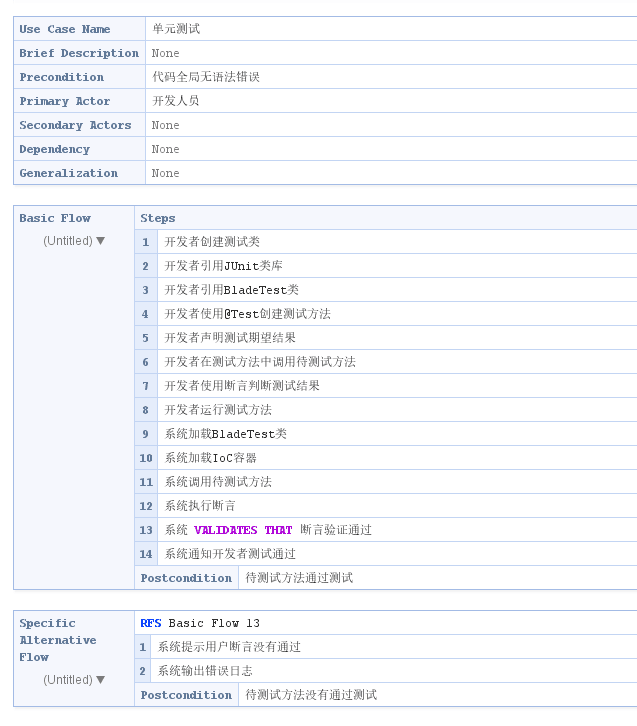 Use Case Name 单元测试
Brief Description None
Precondition 代码全局无语法错误
Primary Actor 开发人员
Secondary Actors None
Dependency None
Generalization None
Basic Flow Steps
(Untitled) ▼
1 开发者创建测试类
2 开发者引用JUnit类库
3 开发者引用BladeTest类
4 开发者使用@Test创建测试方法
5 开发者声明测试期望结果
6 开发者在测试方法中调用待测试方法
7 开发者使用断言判断测试结果
8 开发者运行测试方法
9 系统加载BladeTest类
10 系统加载IoC容器
11 系统调用待测试方法
12 系统执行断言
13 系统 VALIDATES THAT 断言验证通过
14 系统通知开发者测试通过
Postcondition 待测试方法通过测试
Specific Alternative Flow
(Untitled) ▼
RFS Basic Flow 13
1 系统提示用户断言没有通过
2 系统输出错误日志
Postcondition 待测试方法没有通过测试